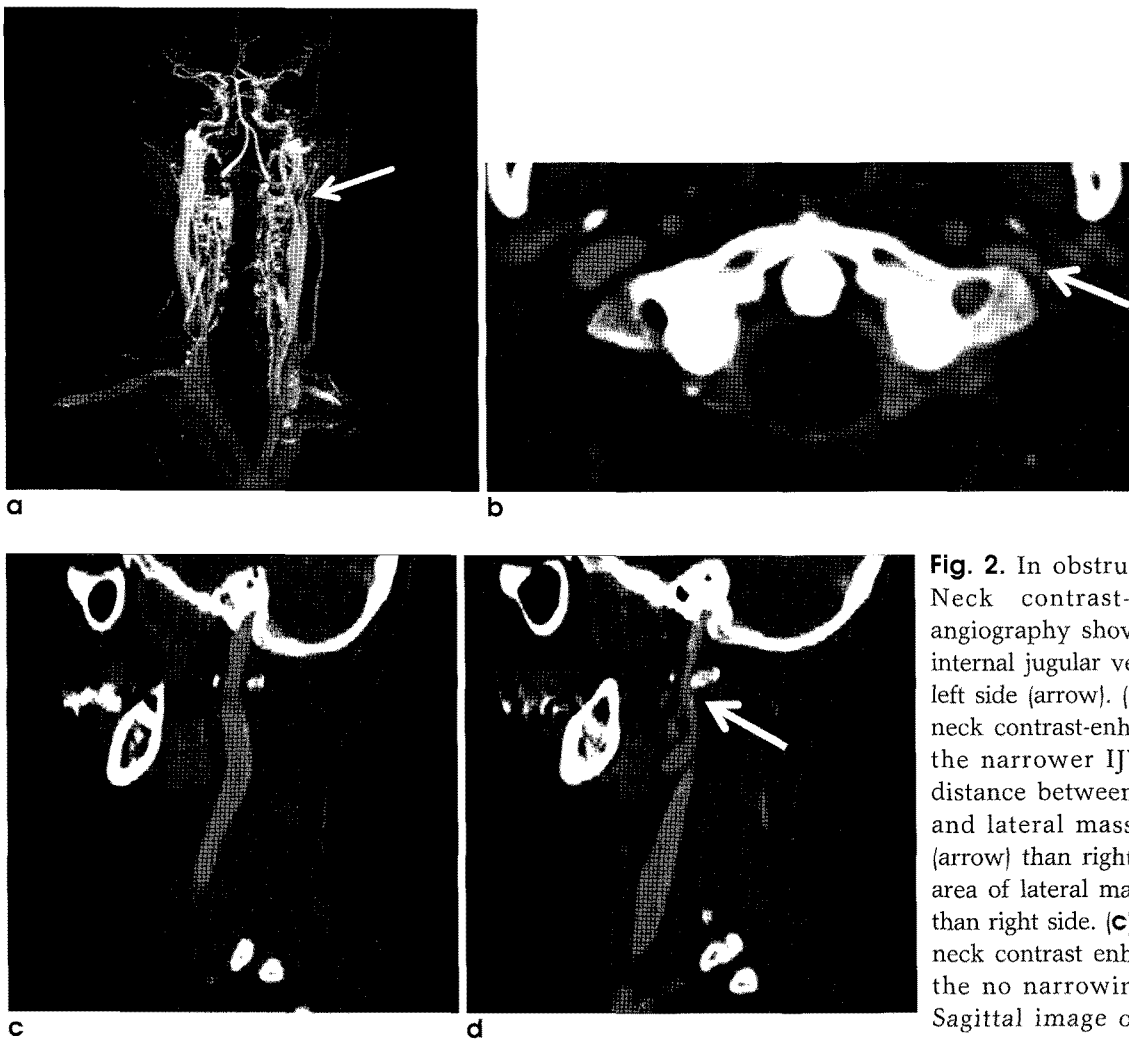 a
b
c
d
Fig. 2. In obstru
Neck contrast-
angiography shov
internal jugular ve
left side (arrow). (
neck contrast-enh
the narrower IJ
distance between
and lateral mass
(arrow) than right
area of lateral ma
than right side. (c)
neck contrast enh
the no narrowin
Sagittal image o